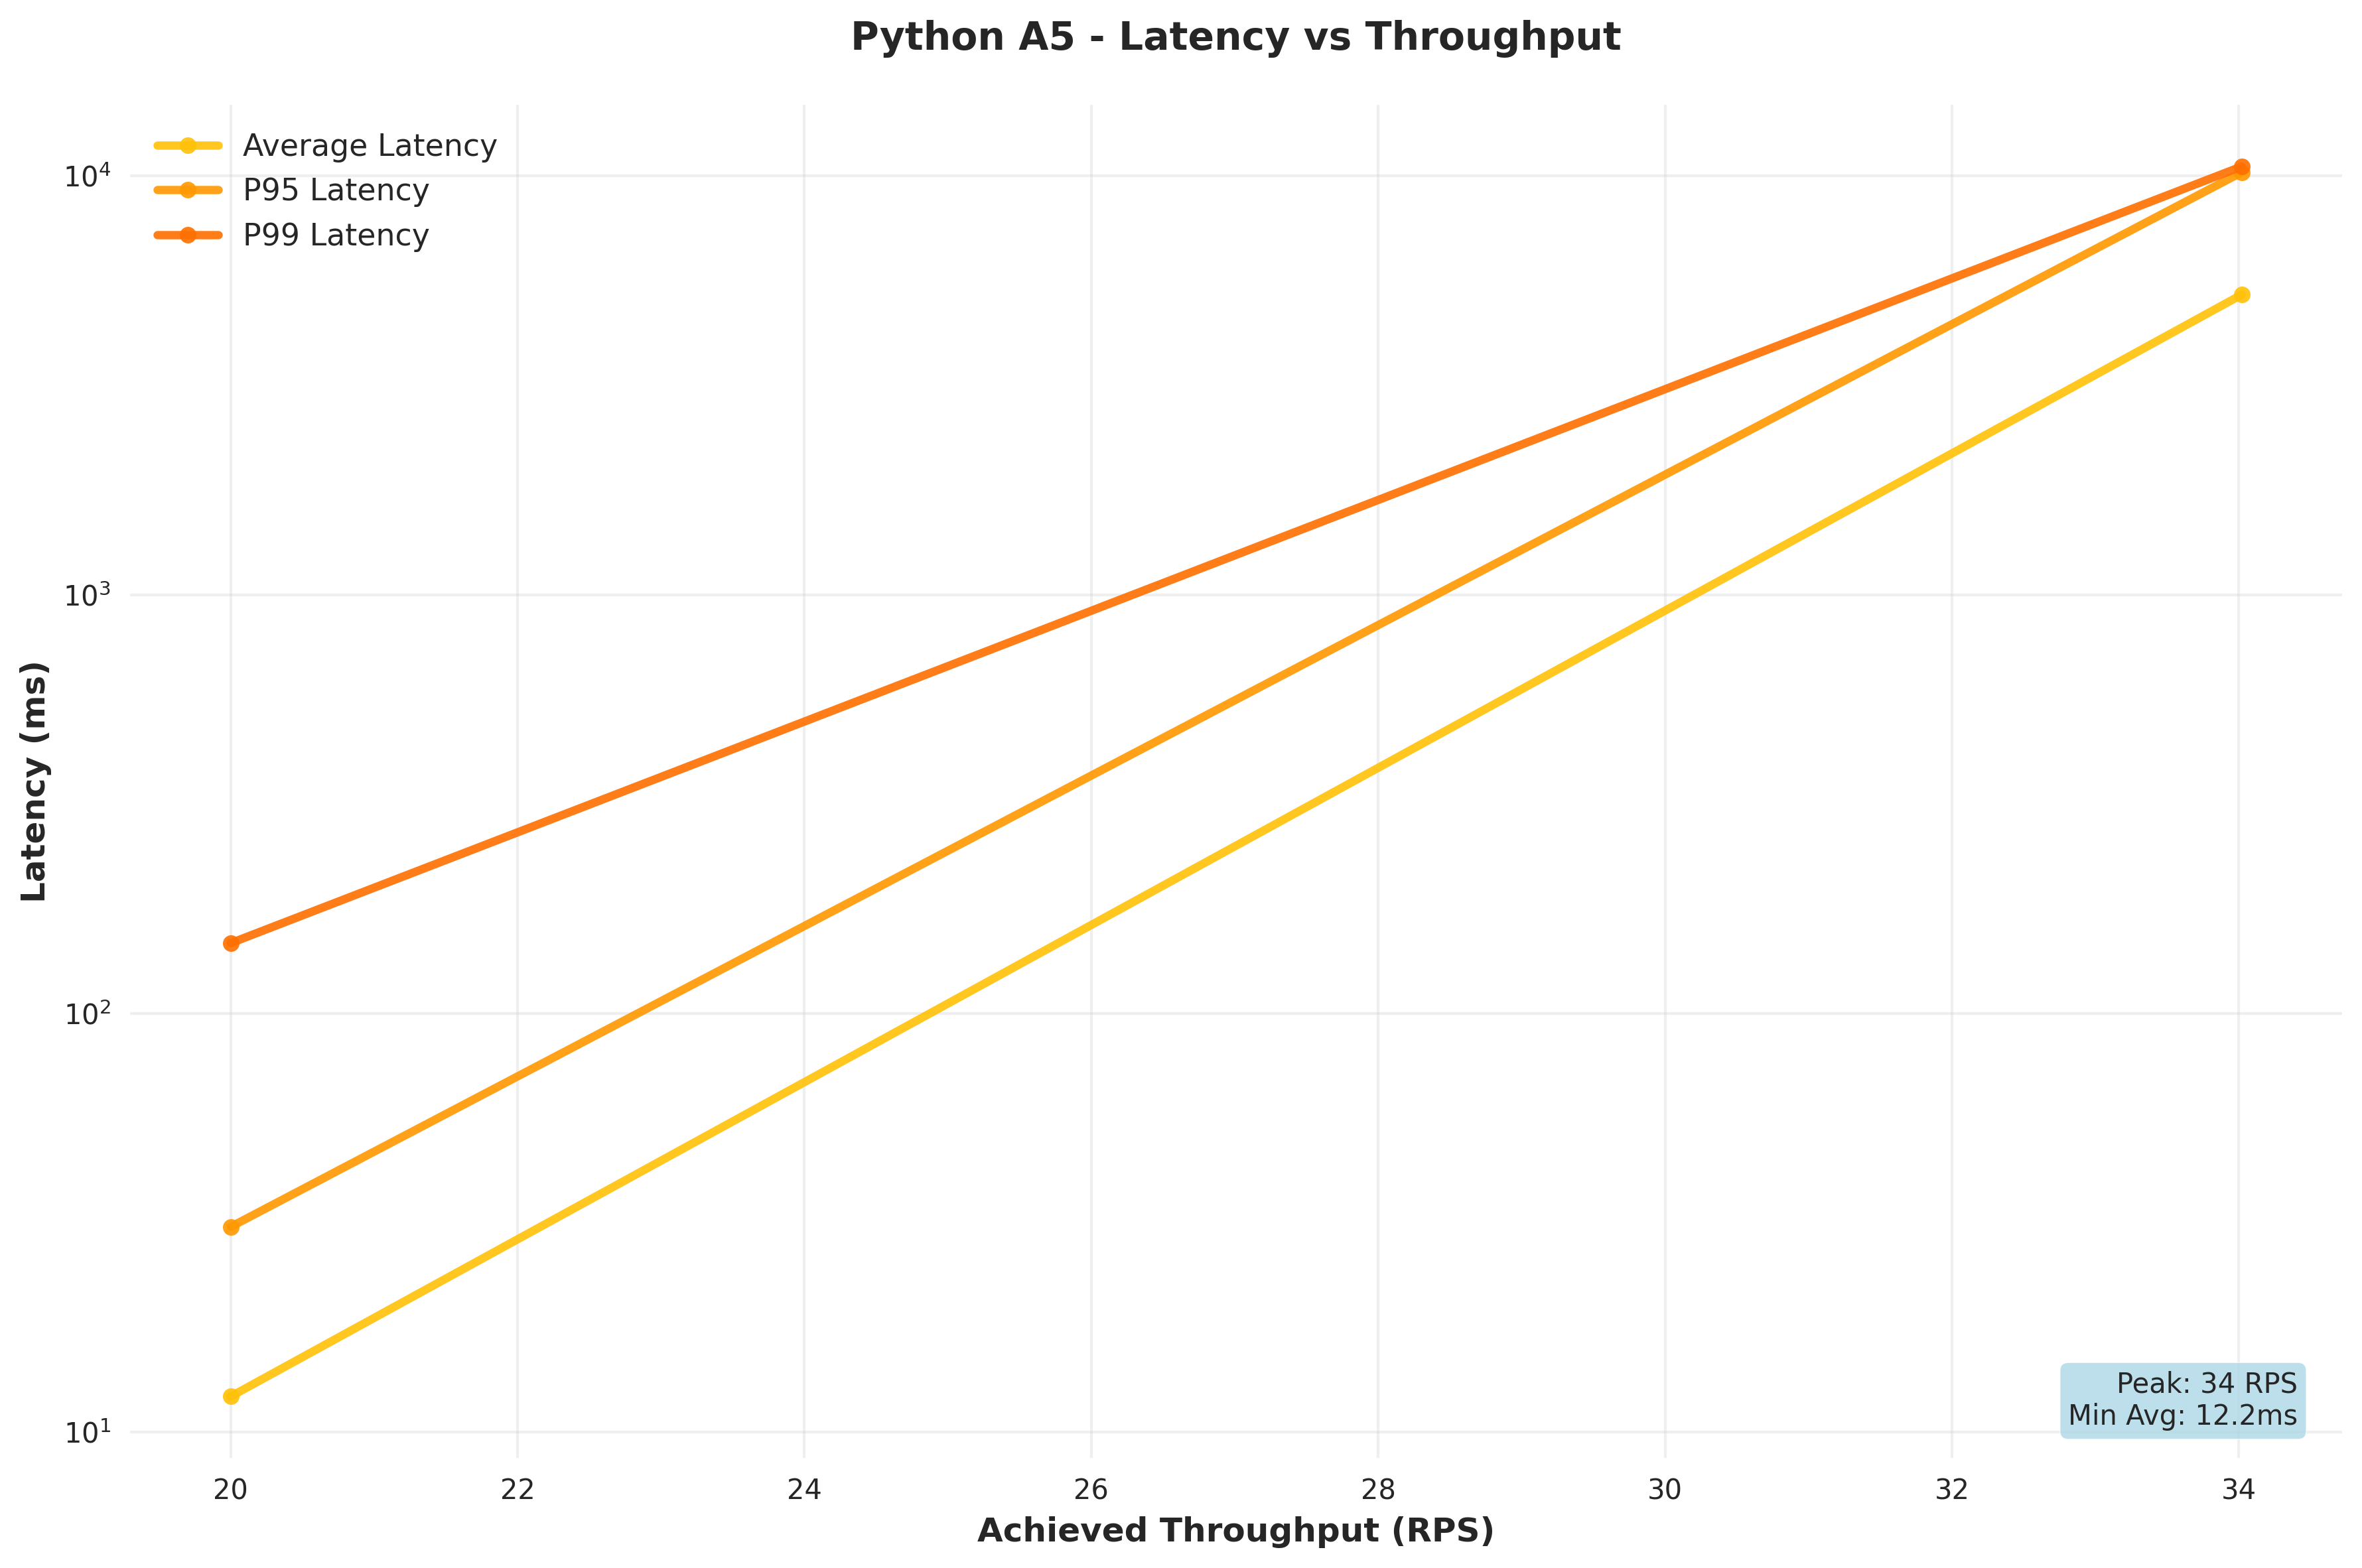 Python A5 - Latency vs Throughput
Average Latency
P95 Latency
P99 Latency
10⁴
10³
10²
10¹
Latency (ms)
20 22 24 26 28 30 32 34
Achieved Throughput (RPS)
Peak: 34 RPS
Min Avg: 12.2ms